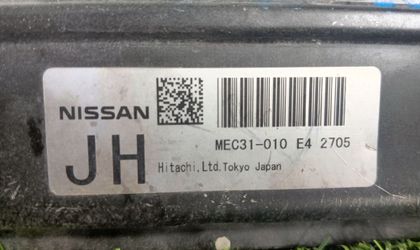 NISSAN
JH
MEC31-010 E4 2705
Hitachi,Ltd.Tokyo Japan